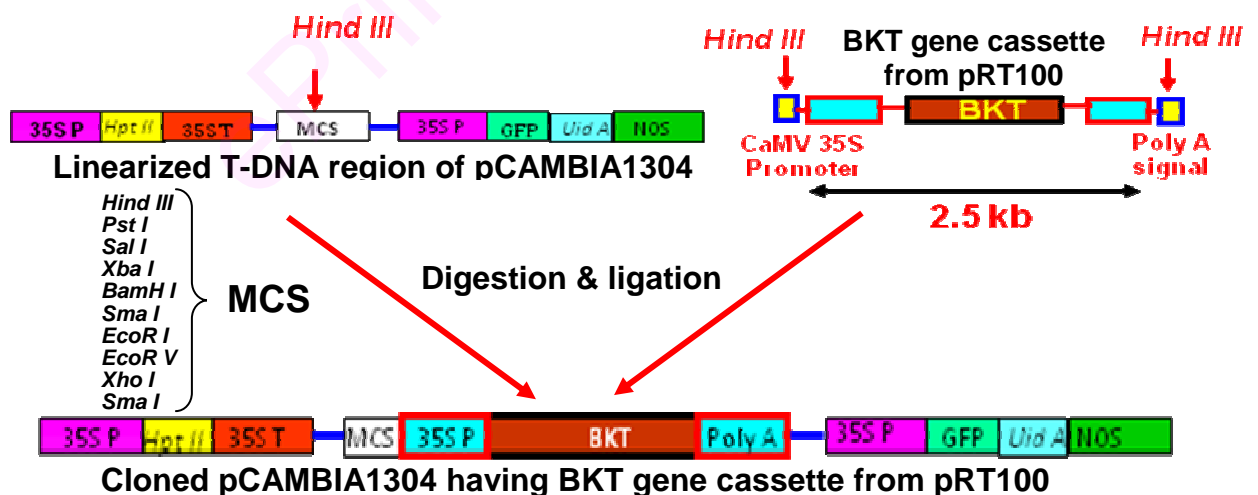 Hind III
35S P Hpt II 35S T MCS 35S P GFP Uid A NOS
Linearized T-DNA region of pCAMBIA1304
Hind III
BKT gene cassette
from pRT100
Hind III
BKT
CaMV 35S
Promoter
Poly A
signal
2.5 kb
Hind III
Pst I
Sal I
Xba I
BamH I
Sma I
EcoR I
EcoR V
Xho I
Sma I
MCS
Digestion & ligation
35S P Hpt II 35S T MCS 35S P BKT Poly A 35S P GFP Uid A NOS
Cloned pCAMBIA1304 having BKT gene cassette from pRT100